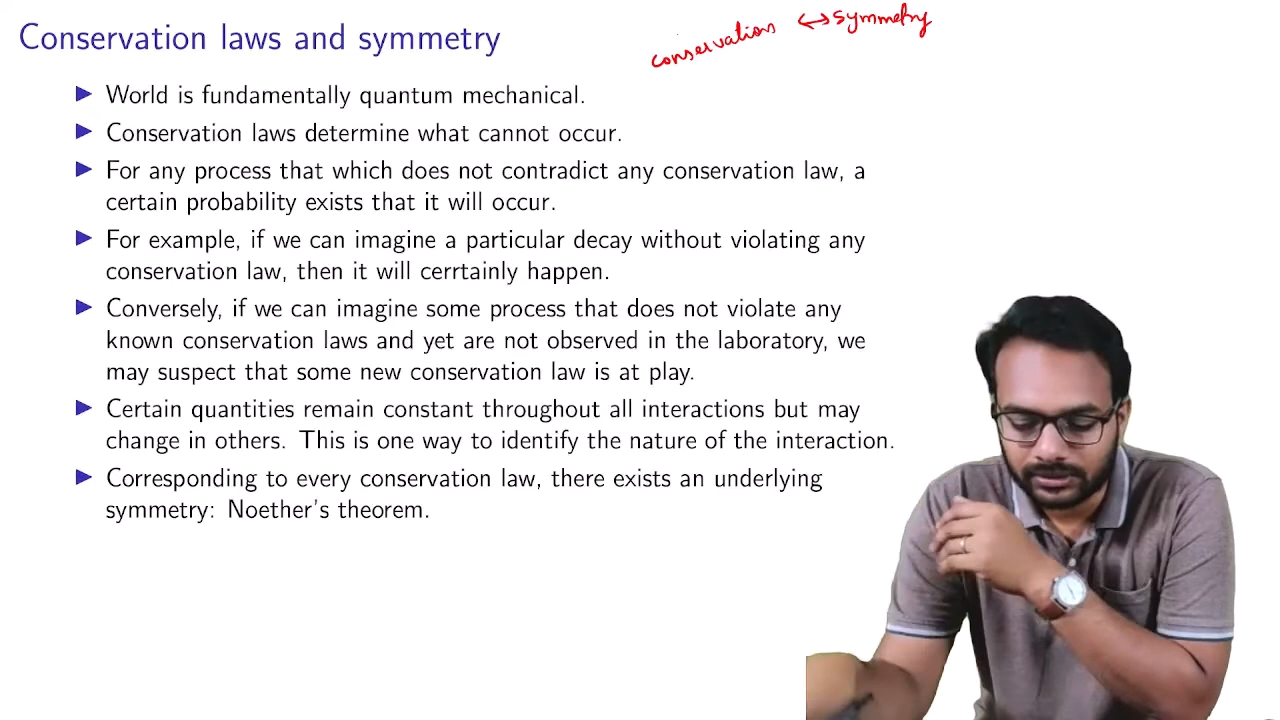 Conservation laws and symmetry
conservations ↔ symmetry
World is fundamentally quantum mechanical.
Conservation laws determine what cannot occur.
For any process that which does not contradict any conservation law, a
certain probability exists that it will occur.
For example, if we can imagine a particular decay without violating any
conservation law, then it will cerrtainly happen.
Conversely, if we can imagine some process that does not violate any
known conservation laws and yet are not observed in the laboratory, we
may suspect that some new conservation law is at play.
Certain quantities remain constant throughout all interactions but may
change in others. This is one way to identify the nature of the interaction.
Corresponding to every conservation law, there exists an underlying
symmetry: Noether's theorem.